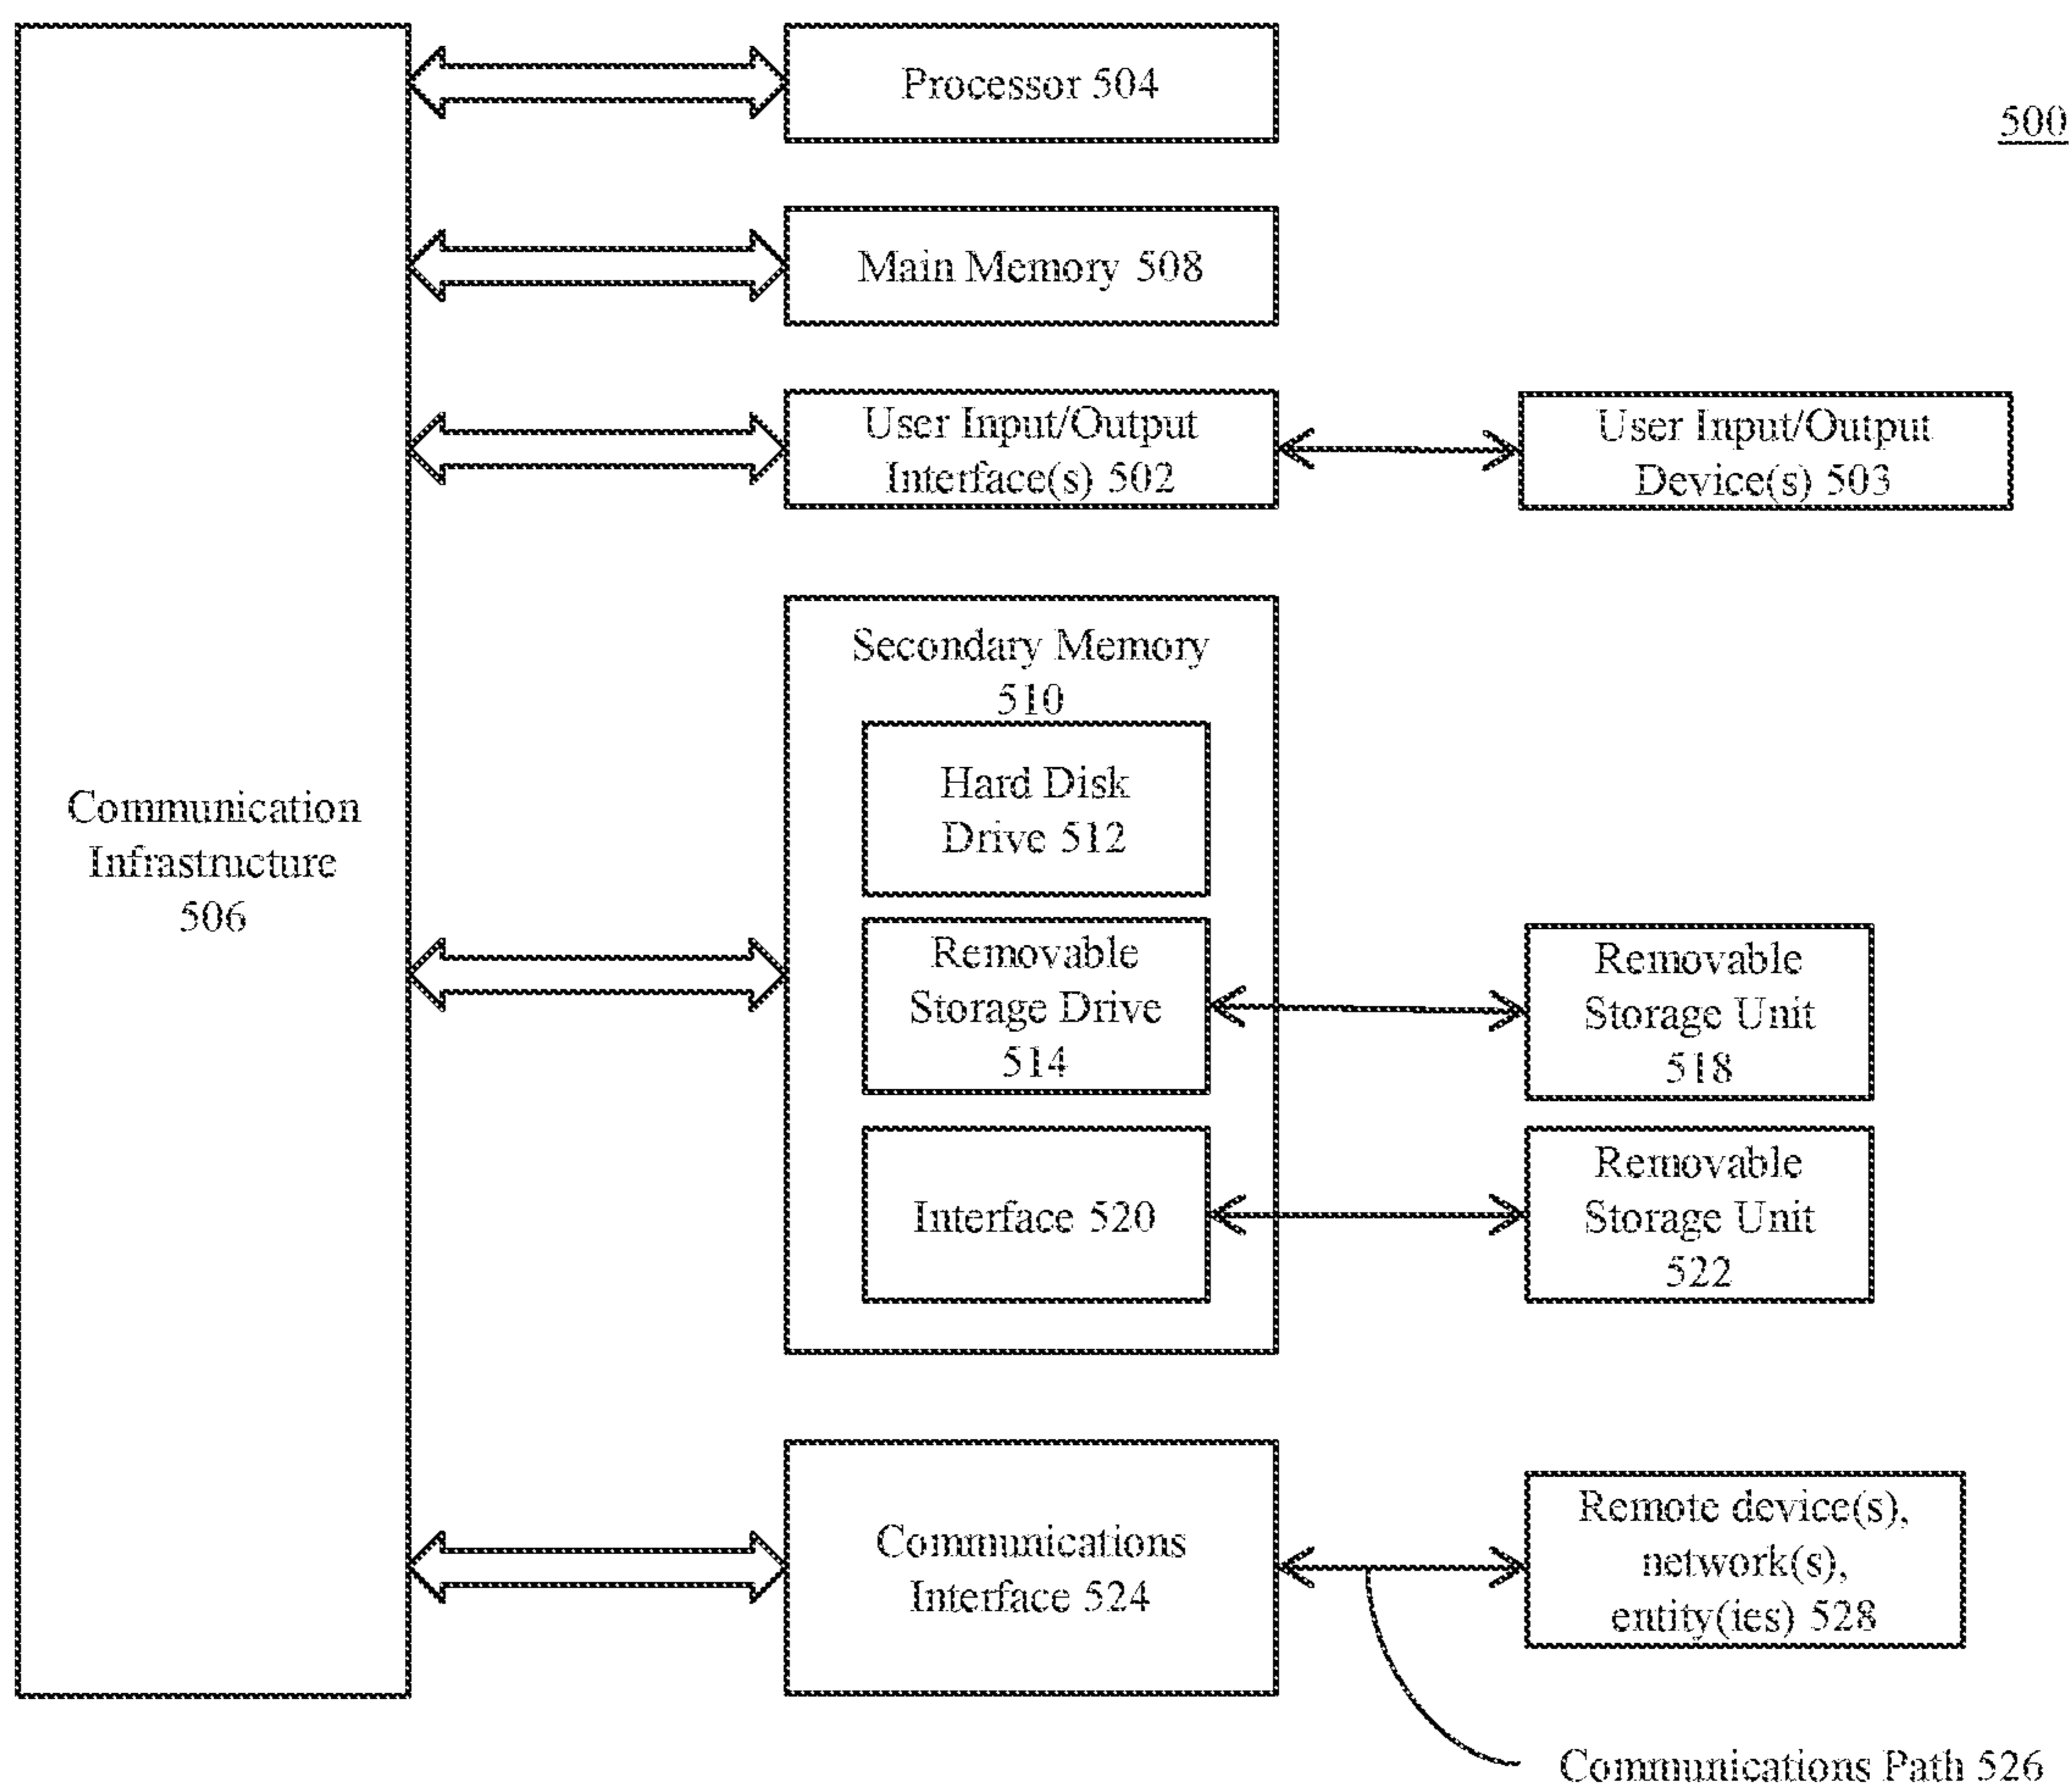 Processor 504
500
Main Memory 508
User Input/Output
Interface(s) 502
User Input/Output
Device(s) 503
Secondary Memory
510
Hard Disk
Drive 512
Communication
Infrastructure
506
Removable
Storage Drive
514
Removable
Storage Unit
518
Interface 520
Removable
Storage Unit
522
Communications
Interface 524
Remote device(s),
network(s),
entity(ies) 528
Communications Path 526